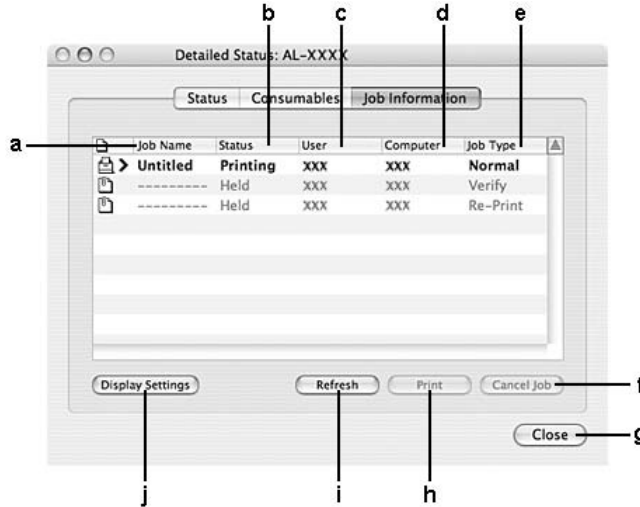 b c d e
Detailed Status: AL-XXXX
Status Consumables Job Information
a
Job Name Status User Computer Job Type
Untitled Printing XXX XXX Normal
--------- Held XXX XXX Verify
--------- Held XXX XXX Re-Print
Display Settings Refresh Print Cancel Job f
Close g
j i h